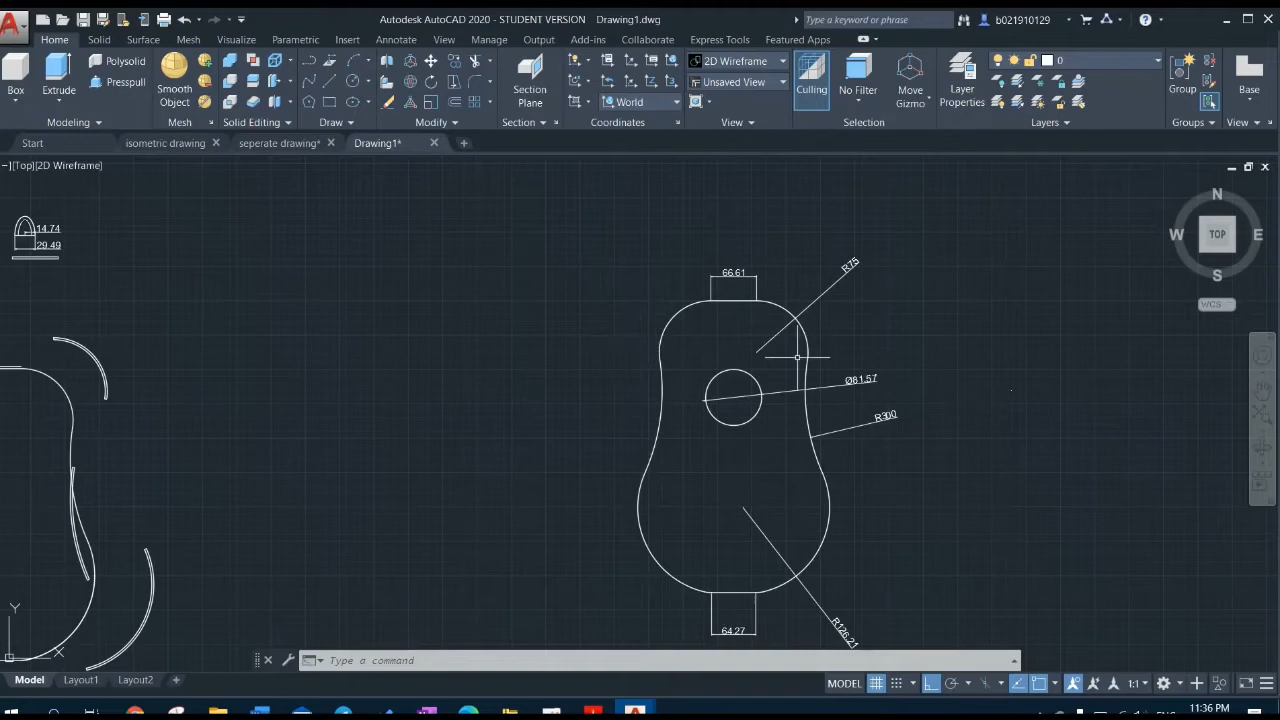 Autodesk AutoCAD 2020 - STUDENT VERSION Drawing1.dwg
Type a keyword or phrase
b021910129
Home Solid Surface Mesh Visualize Parametric Insert Annotate View Manage Output Add-ins Collaborate Express Tools Featured Apps
Box
Extrude
Polysolid
Presspull
Smooth
Object
Section
Plane
World
2D Wireframe
Unsaved View
Culling
No Filter
Move
Gizmo
Layer
Properties
0
Group
Base
Modeling
Mesh
Solid Editing
Draw
Modify
Section
Coordinates
View
Selection
Layers
Groups
View
Start
isometric drawing
seperate drawing*
Drawing1*
−][Top][2D Wireframe]
14.74
29.49
66.61
R75
Ø81.57
R300
64.27
R126.21
N
W
TOP
E
S
WCS
Y
X
Type a command
Model
Layout1
Layout2
MODEL
1:1
ENG
11:36 PM